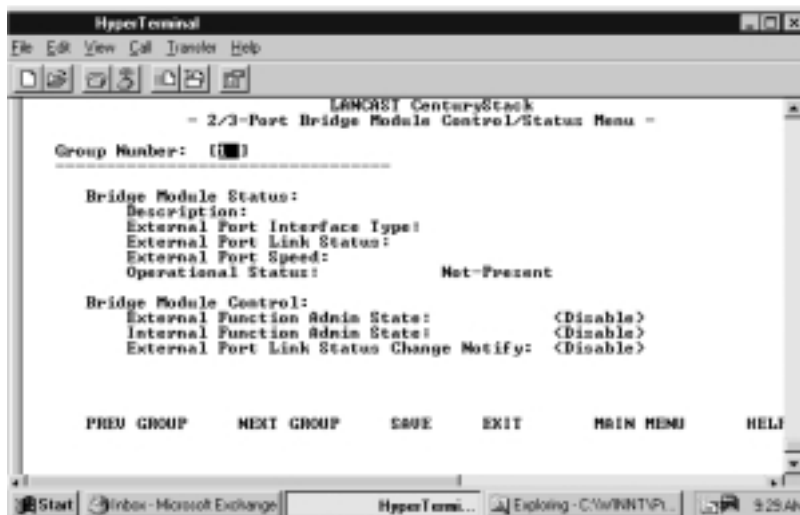 HyperTerminal
File Edit View Call Transfer Help
LANCAST CenturyStack
- 2/3-Port Bridge Module Control/Status Menu -
Group Number: [1 ]
Bridge Module Status:
Description:
External Port Interface Type:
External Port Link Status:
External Port Speed:
Operational Status: Not-Present
Bridge Module Control:
External Function Admin State: <Disable>
Internal Function Admin State: <Disable>
External Port Link Status Change Notify: <Disable>
PREV GROUP NEXT GROUP SAVE EXIT MAIN MENU HELP
Start Inbox - Microsoft Exchange HyperTermi... Exploring - C:\WINNT\Pr... 9:29 AM